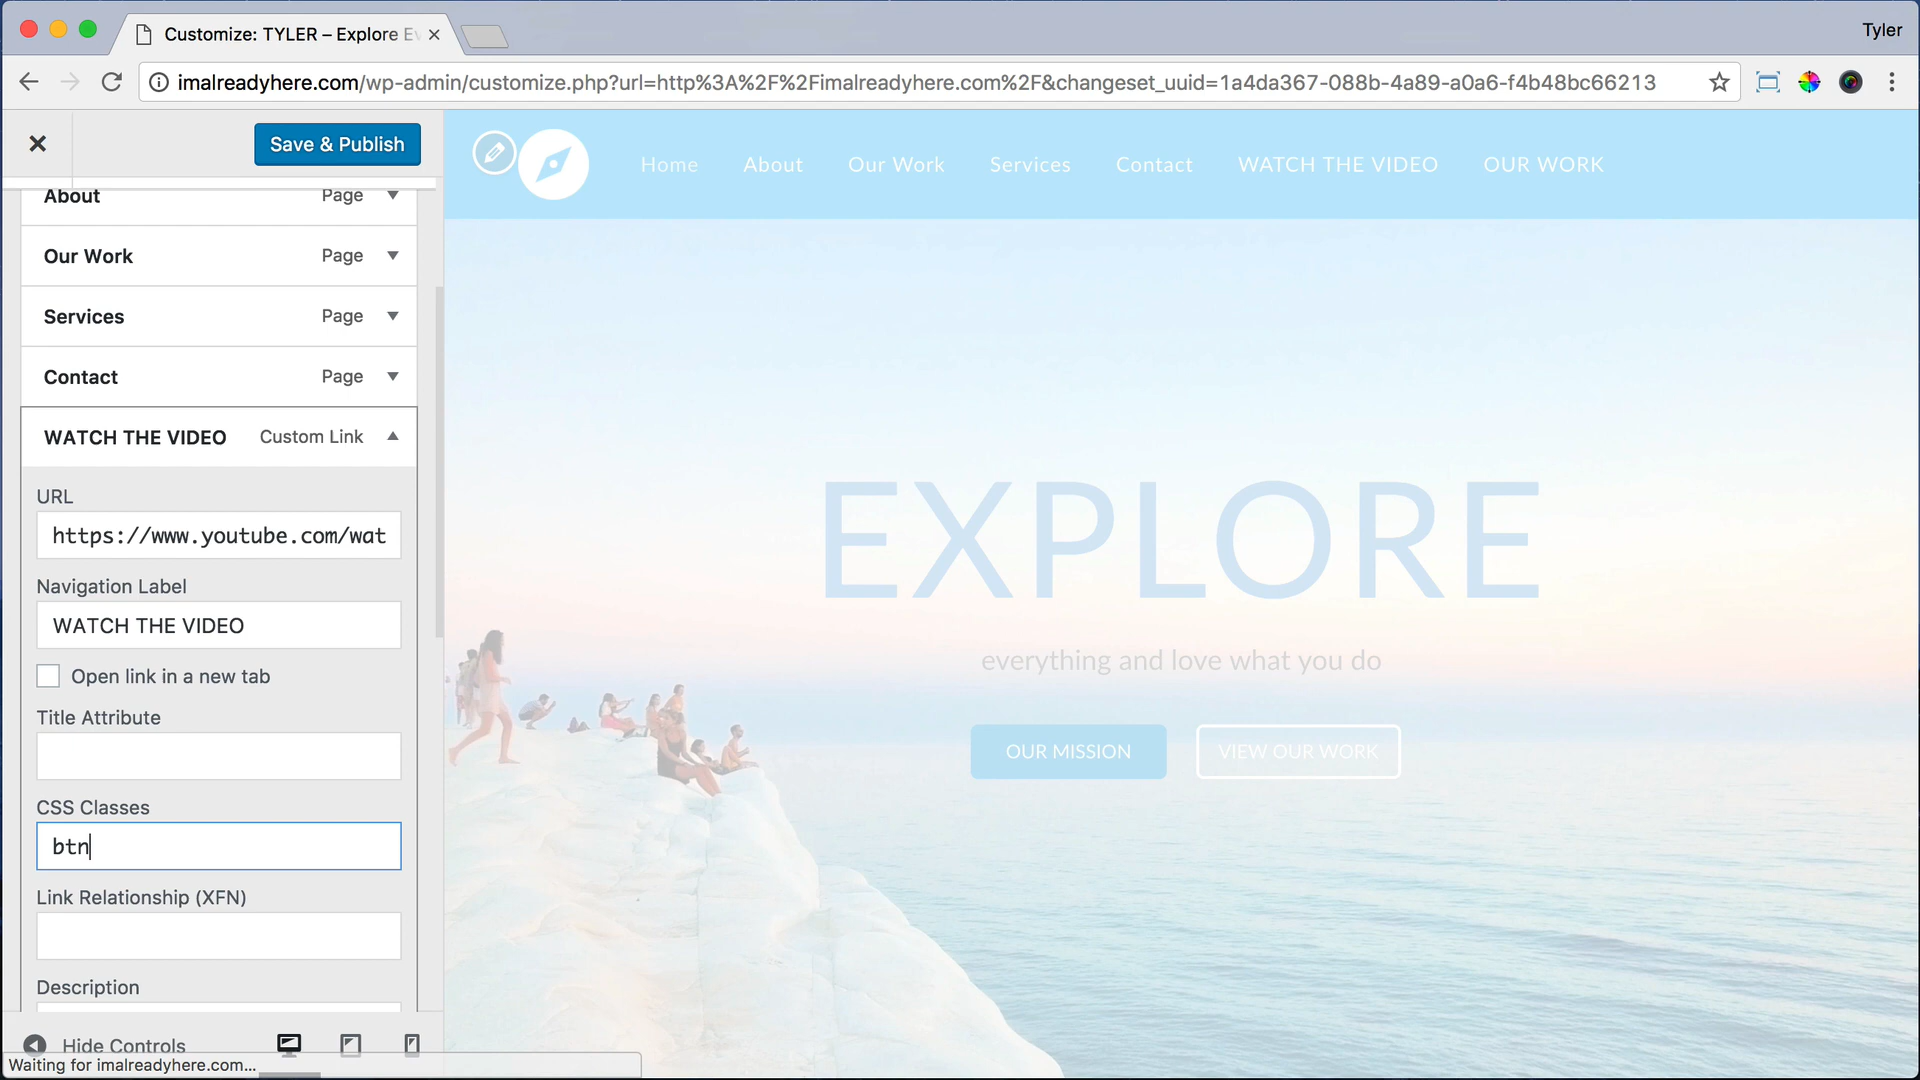 Customize: TYLER – Explore Ev
Tyler
imalreadyhere.com/wp-admin/customize.php?url=http%3A%2F%2Fimalreadyhere.com%2F&changeset_uuid=1a4da367-088b-4a89-a0a6-f4b48bc66213
Save & Publish
Home About Our Work Services Contact WATCH THE VIDEO OUR WORK
About Page
Our Work Page
Services Page
Contact Page
WATCH THE VIDEO Custom Link
URL
https://www.youtube.com/wat
Navigation Label
WATCH THE VIDEO
Open link in a new tab
Title Attribute
CSS Classes
btn
Link Relationship (XFN)
Description
Hide Controls
Waiting for imalreadyhere.com...
EXPLORE
everything and love what you do
OUR MISSION VIEW OUR WORK